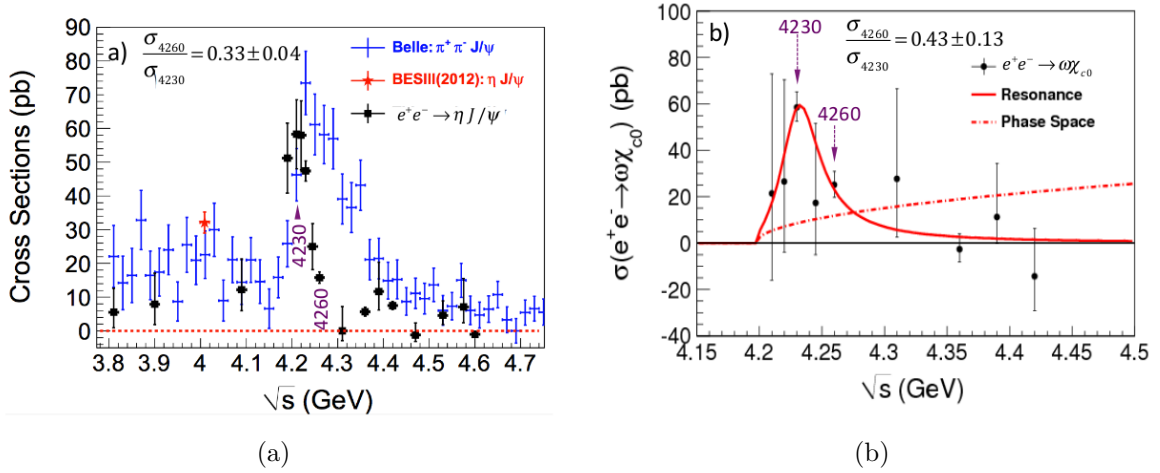 a)
σ4260
σ4230
= 0.33±0.04
Belle: π+ π- J/ψ
BESIII(2012): η J/ψ
e+e- → η J/ψ
4230
4260
Cross Sections (pb)
90
80
70
60
50
40
30
20
10
0
3.8 3.9 4 4.1 4.2 4.3 4.4 4.5 4.6 4.7
√s (GeV)
(a)
b)
4230
4260
σ4260
σ4230
= 0.43±0.13
e+e- → ωχc0
Resonance
Phase Space
σ(e+e-→ωχc0) (pb)
100
80
60
40
20
0
-20
-40
4.15 4.2 4.25 4.3 4.35 4.4 4.45 4.5
√s (GeV)
(b)